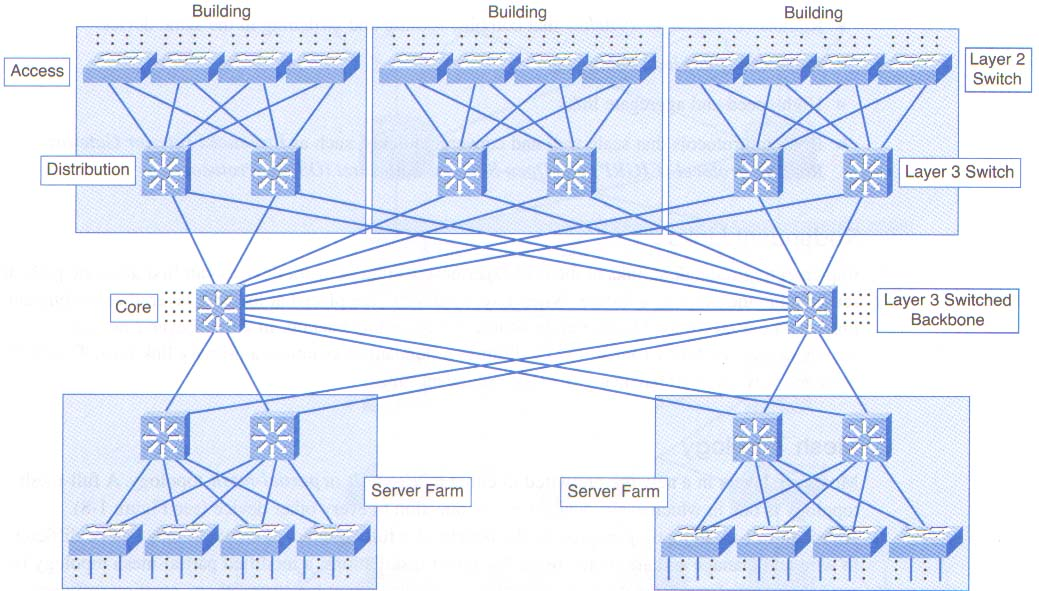 Building
Building
Building
Access
Layer 2
Switch
Distribution
Layer 3 Switch
Core
Layer 3 Switched
Backbone
Server Farm
Server Farm